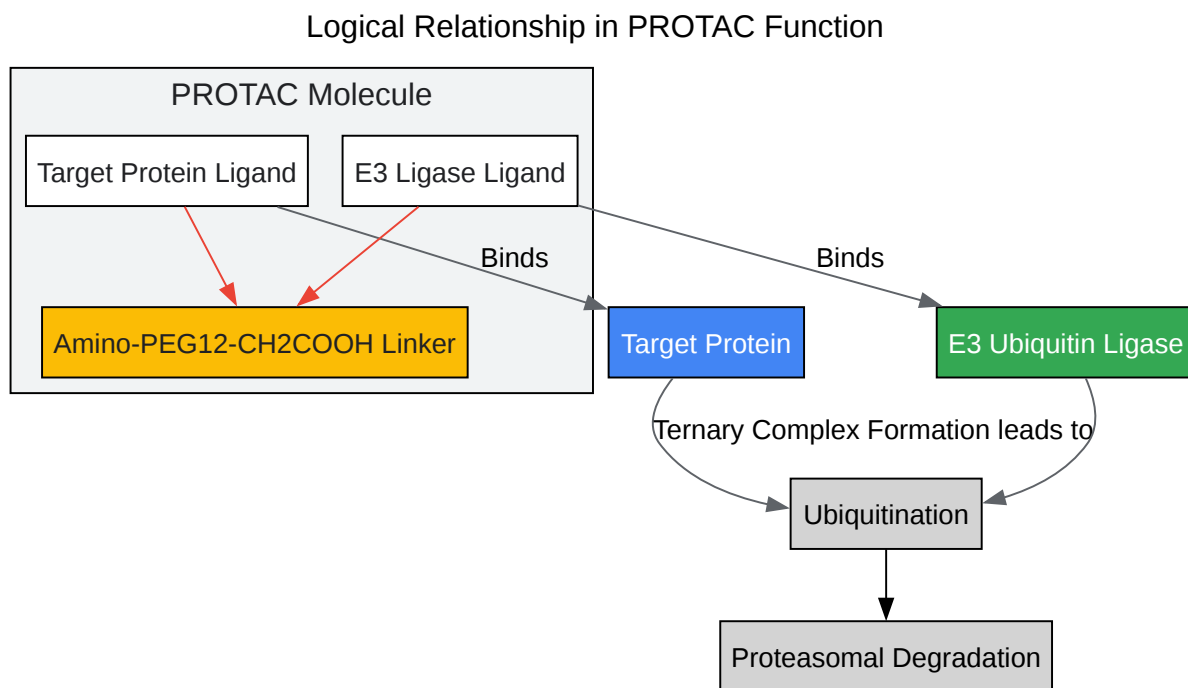 Logical Relationship in PROTAC Function
PROTAC Molecule
Target Protein Ligand
E3 Ligase Ligand
Binds
Binds
Amino-PEG12-CH2COOH Linker
Target Protein
E3 Ubiquitin Ligase
Ternary Complex Formation leads to
Ubiquitination
Proteasomal Degradation